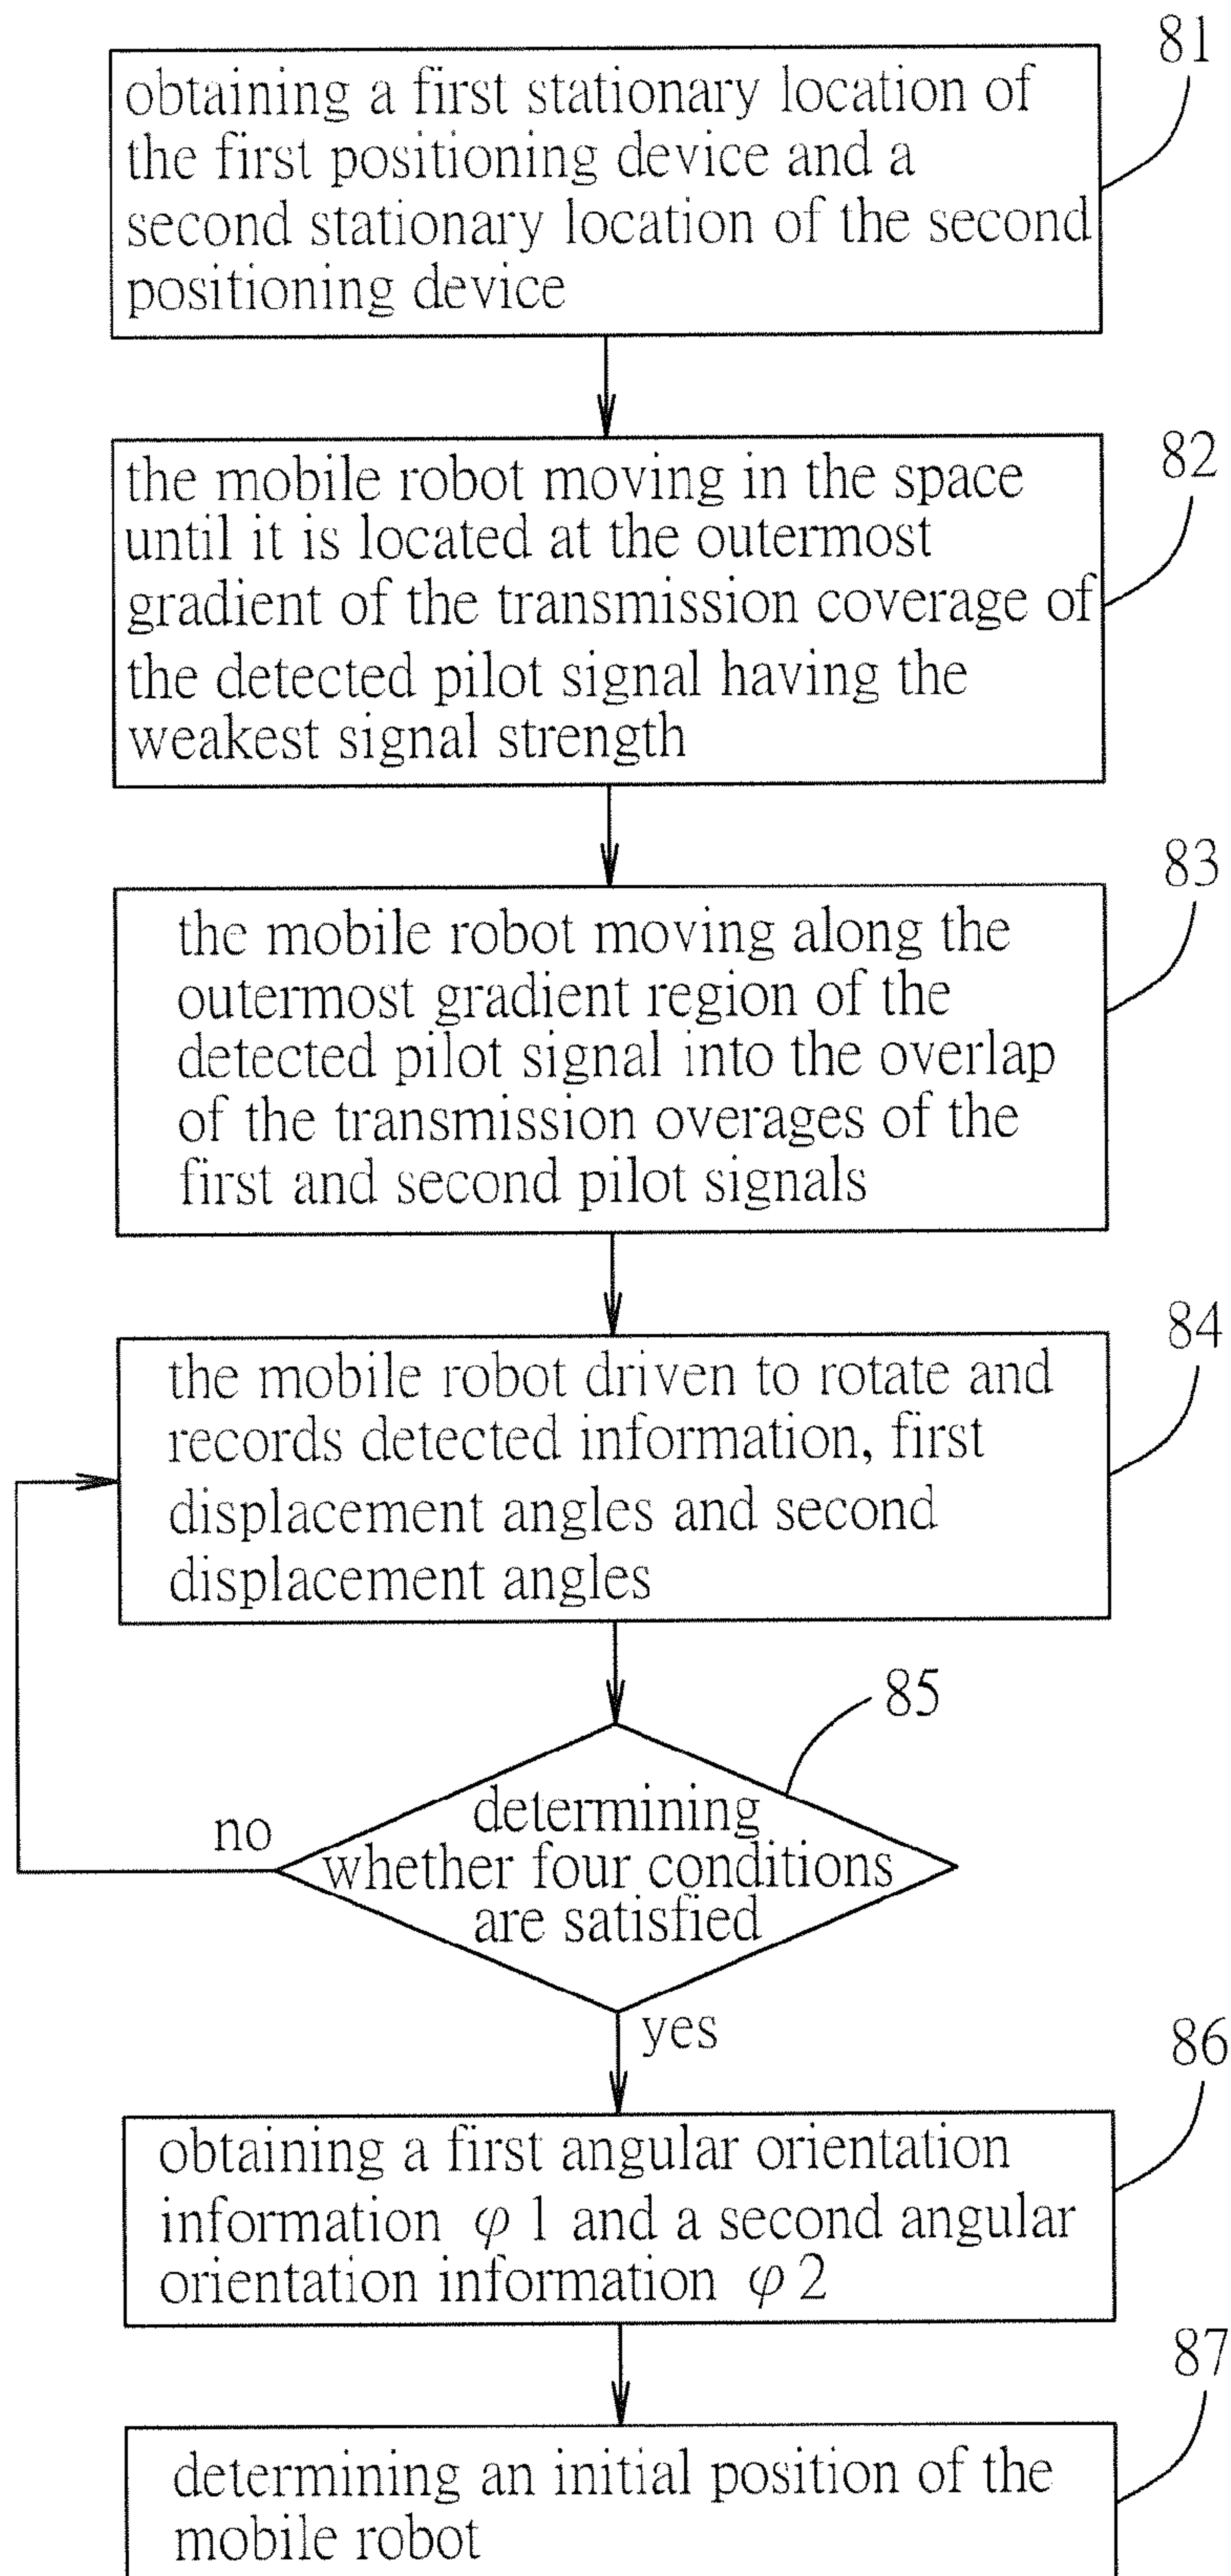 81
obtaining a first stationary location of
the first positioning device and a
second stationary location of the second
positioning device
82
the mobile robot moving in the space
until it is located at the outermost
gradient of the transmission coverage of
the detected pilot signal having the
weakest signal strength
83
the mobile robot moving along the
outermost gradient region of the
detected pilot signal into the overlap
of the transmission overages of the
first and second pilot signals
84
the mobile robot driven to rotate and
records detected information, first
displacement angles and second
displacement angles
85
determining
whether four conditions
are satisfied
no
yes
86
obtaining a first angular orientation
information φ 1 and a second angular
orientation information φ 2
87
determining an initial position of the
mobile robot